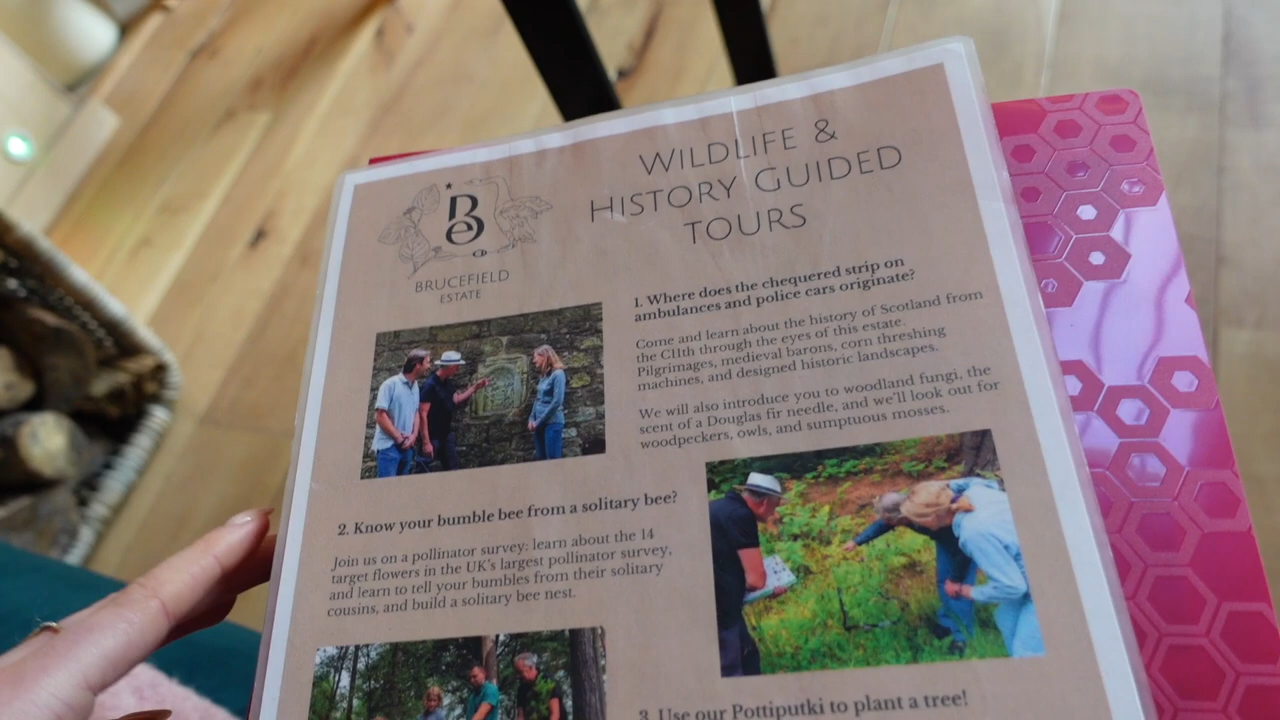 WILDLIFE &
HISTORY GUIDED
TOURS
Be
BRUCEFIELD
ESTATE
1. Where does the chequered strip on
ambulances and police cars originate?
Come and learn about the history of Scotland from
the C11th through the eyes of this estate.
Pilgrimages, medieval barons, corn threshing
machines, and designed historic landscapes.
We will also introduce you to woodland fungi, the
scent of a Douglas fir needle, and we'll look out for
woodpeckers, owls, and sumptuous mosses.
2. Know your bumble bee from a solitary bee?
Join us on a pollinator survey: learn about the 14
target flowers in the UK's largest pollinator survey,
and learn to tell your bumbles from their solitary
cousins, and build a solitary bee nest.
3. Use our Pottiputki to plant a tree!